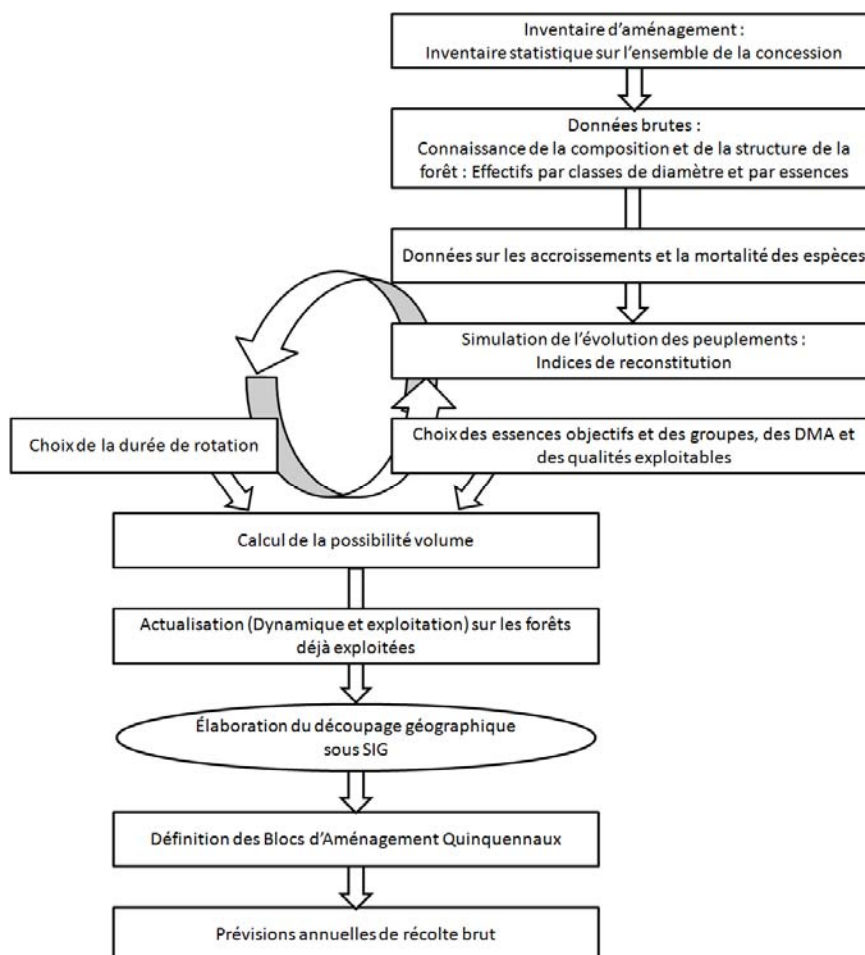 Inventaire d’aménagement :
Inventaire statistique sur l’ensemble de la concession
Données brutes :
Connaissance de la composition et de la structure de la
forêt : Effectifs par classes de diamètre et par essences
Données sur les accroissements et la mortalité des espèces
Simulation de l’évolution des peuplements :
Indices de reconstitution
Choix de la durée de rotation
Choix des essences objectifs et des groupes, des DMA et
des qualités exploitables
Calcul de la possibilité volume
Actualisation (Dynamique et exploitation) sur les forêts
déjà exploitées
Élaboration du découpage géographique
sous SIG
Définition des Blocs d’Aménagement Quinquennaux
Prévisions annuelles de récolte brut